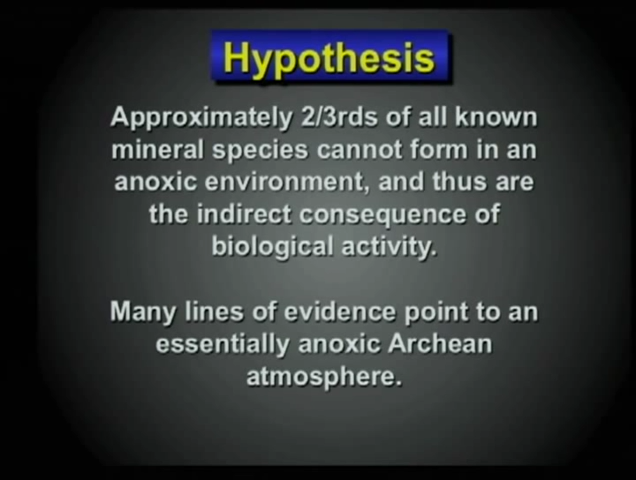 Hypothesis
Approximately 2/3rds of all known
mineral species cannot form in an
anoxic environment, and thus are
the indirect consequence of
biological activity.
Many lines of evidence point to an
essentially anoxic Archean
atmosphere.